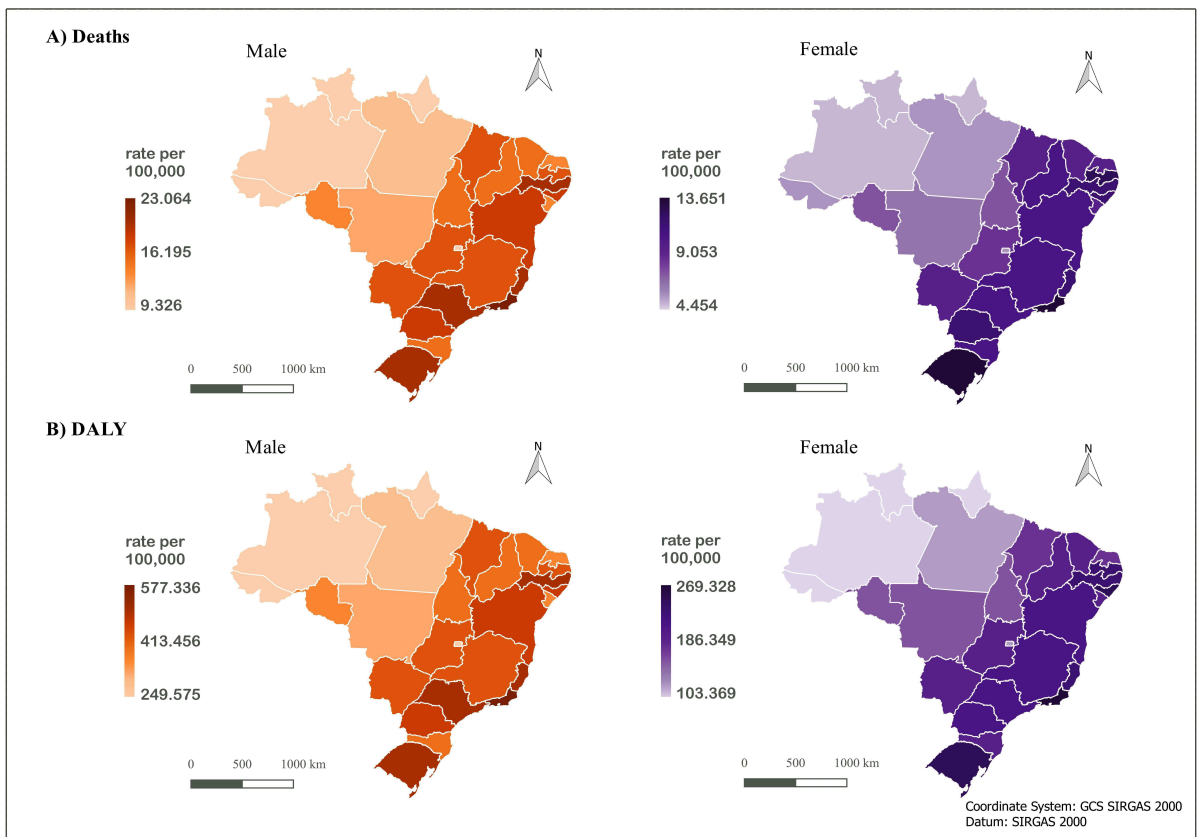 A) Deaths
Male
N
rate per
100,000
23.064
16.195
9.326
0 500 1000 km
Female
N
rate per
100,000
13.651
9.053
4.454
0 500 1000 km
B) DALY
Male
N
rate per
100,000
577.336
413.456
249.575
0 500 1000 km
Female
N
rate per
100,000
269.328
186.349
103.369
0 500 1000 km
Coordinate System: GCS SIRGAS 2000
Datum: SIRGAS 2000